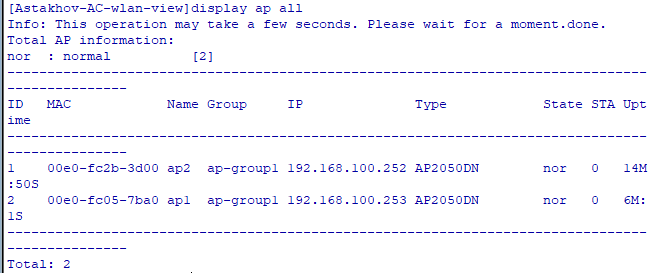 [Astakhov-AC-wlan-view]display ap all
Info: This operation may take a few seconds. Please wait for a moment.done.
Total AP information:
nor  : normal          [2]
--------------------------------------------------------------------------------
---------------
ID   MAC            Name Group     IP              Type            State STA Upt
ime
--------------------------------------------------------------------------------
---------------
1    00e0-fc2b-3d00 ap2  ap-group1 192.168.100.252 AP2050DN        nor   0   14M
:50S
2    00e0-fc05-7ba0 ap1  ap-group1 192.168.100.253 AP2050DN        nor   0   6M:
1S
--------------------------------------------------------------------------------
---------------
Total: 2